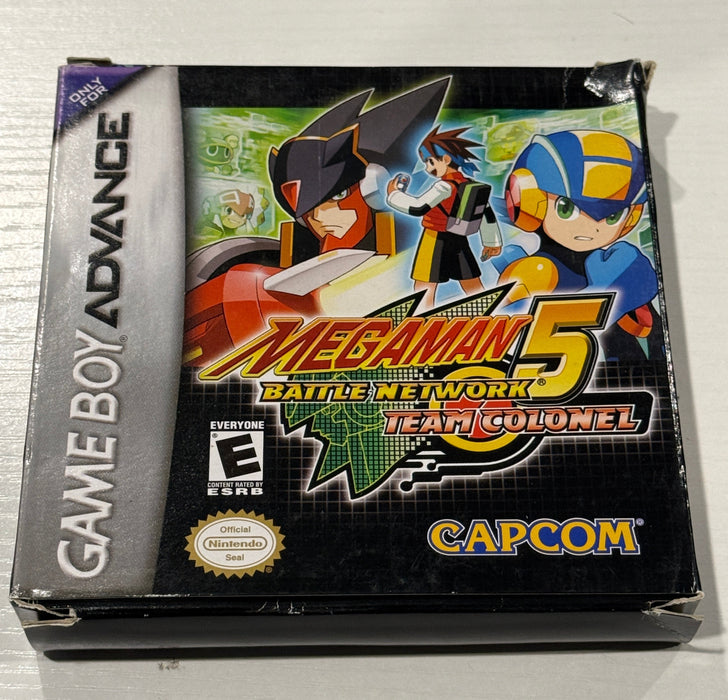 ONLY
FOR
GAME BOY ADVANCE
MEGAMAN
BATTLE NETWORK® 5
TEAM COLONEL
EVERYONE
E
®
CONTENT RATED BY
ESRB
Official
Nintendo
Seal
®
CAPCOM®